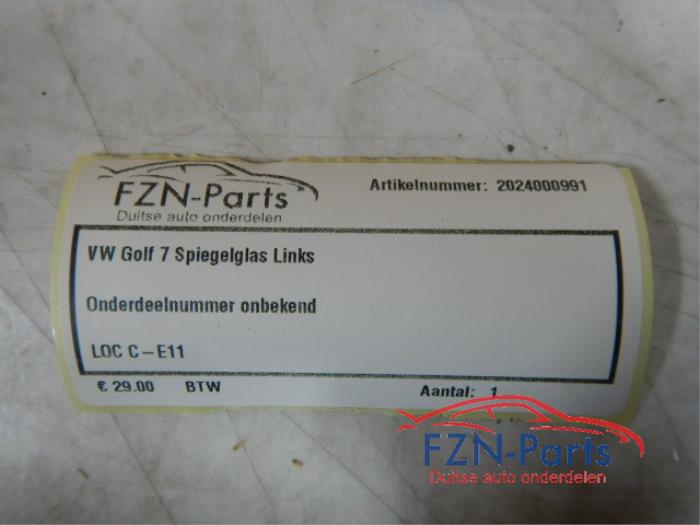 FZN-Parts
Duitse auto onderdelen
Artikelnummer: 2024000991
VW Golf 7 Spiegelglas Links
Onderdeelnummer onbekend
LOC C-E11
€ 29.00 BTW Aantal: 1
FZN-Parts
Duitse auto onderdelen